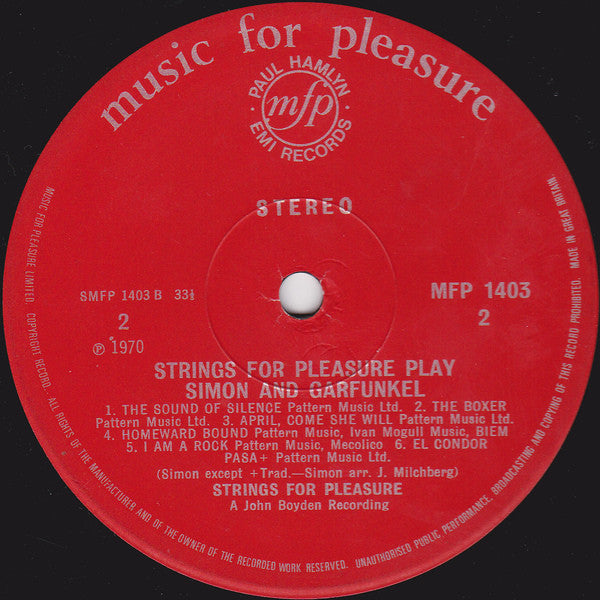 music for pleasure
PAUL HAMLYN
mfp
EMI RECORDS
STEREO
SMFP 1403 B 33⅓
MFP 1403
2
2
℗ 1970
STRINGS FOR PLEASURE PLAY
SIMON AND GARFUNKEL
1. THE SOUND OF SILENCE Pattern Music Ltd. 2. THE BOXER
Pattern Music Ltd. 3. APRIL, COME SHE WILL Pattern Music Ltd.
4. HOMEWARD BOUND Pattern Music, Ivan Moguli Music, BIEM
5. I AM A ROCK Pattern Music, Mecolico 6. EL CONDOR
PASA+ Pattern Music Ltd.
(Simon except +Trad.—Simon arr. J. Milchberg)
STRINGS FOR PLEASURE
A John Boyden Recording
MUSIC FOR PLEASURE LIMITED. COPYRIGHT RECORD. ALL RIGHTS OF THE MANUFACTURER AND OF THE OWNER OF THE RECORDED WORK RESERVED. UNAUTHORISED PUBLIC PERFORMANCE, BROADCASTING AND COPYING OF THIS RECORD PROHIBITED. MADE IN GREAT BRITAIN.